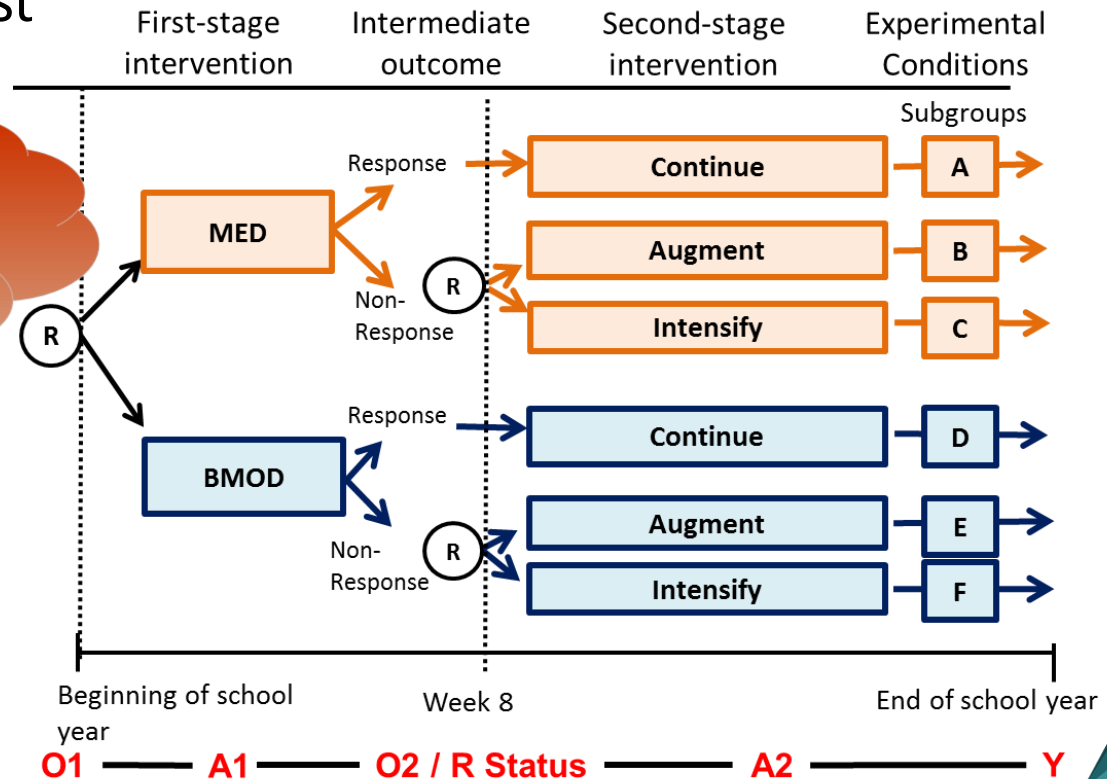 First-stage
intervention
Intermediate
outcome
Second-stage
intervention
Experimental
Conditions
Subgroups
Response
Continue
A
MED
Augment
B
R
Non-
Response
Intensify
C
R
Response
Continue
D
BMOD
Augment
E
R
Non-
Response
Intensify
F
Beginning of school
year
Week 8
End of school year
O1
A1
O2 / R Status
A2
Y